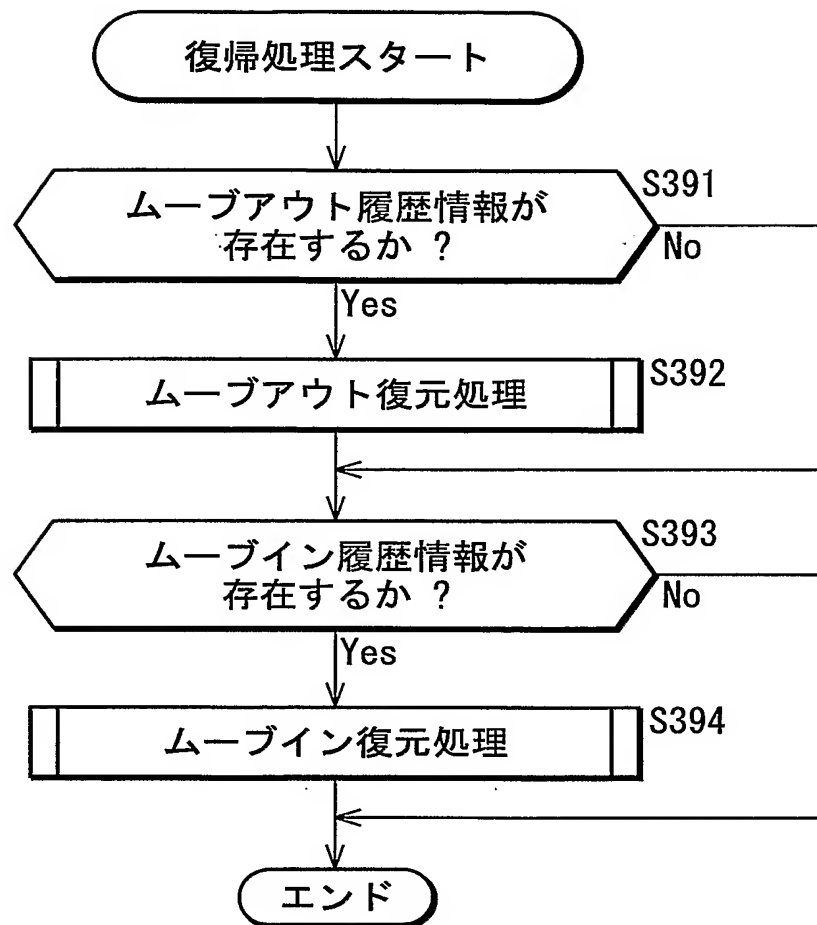 復帰処理スタート
ムーブアウト履歴情報が
存在するか ?
S391
No
Yes
ムーブアウト復元処理
S392
ムーブイン履歴情報が
存在するか ?
S393
No
Yes
ムーブイン復元処理
S394
エンド